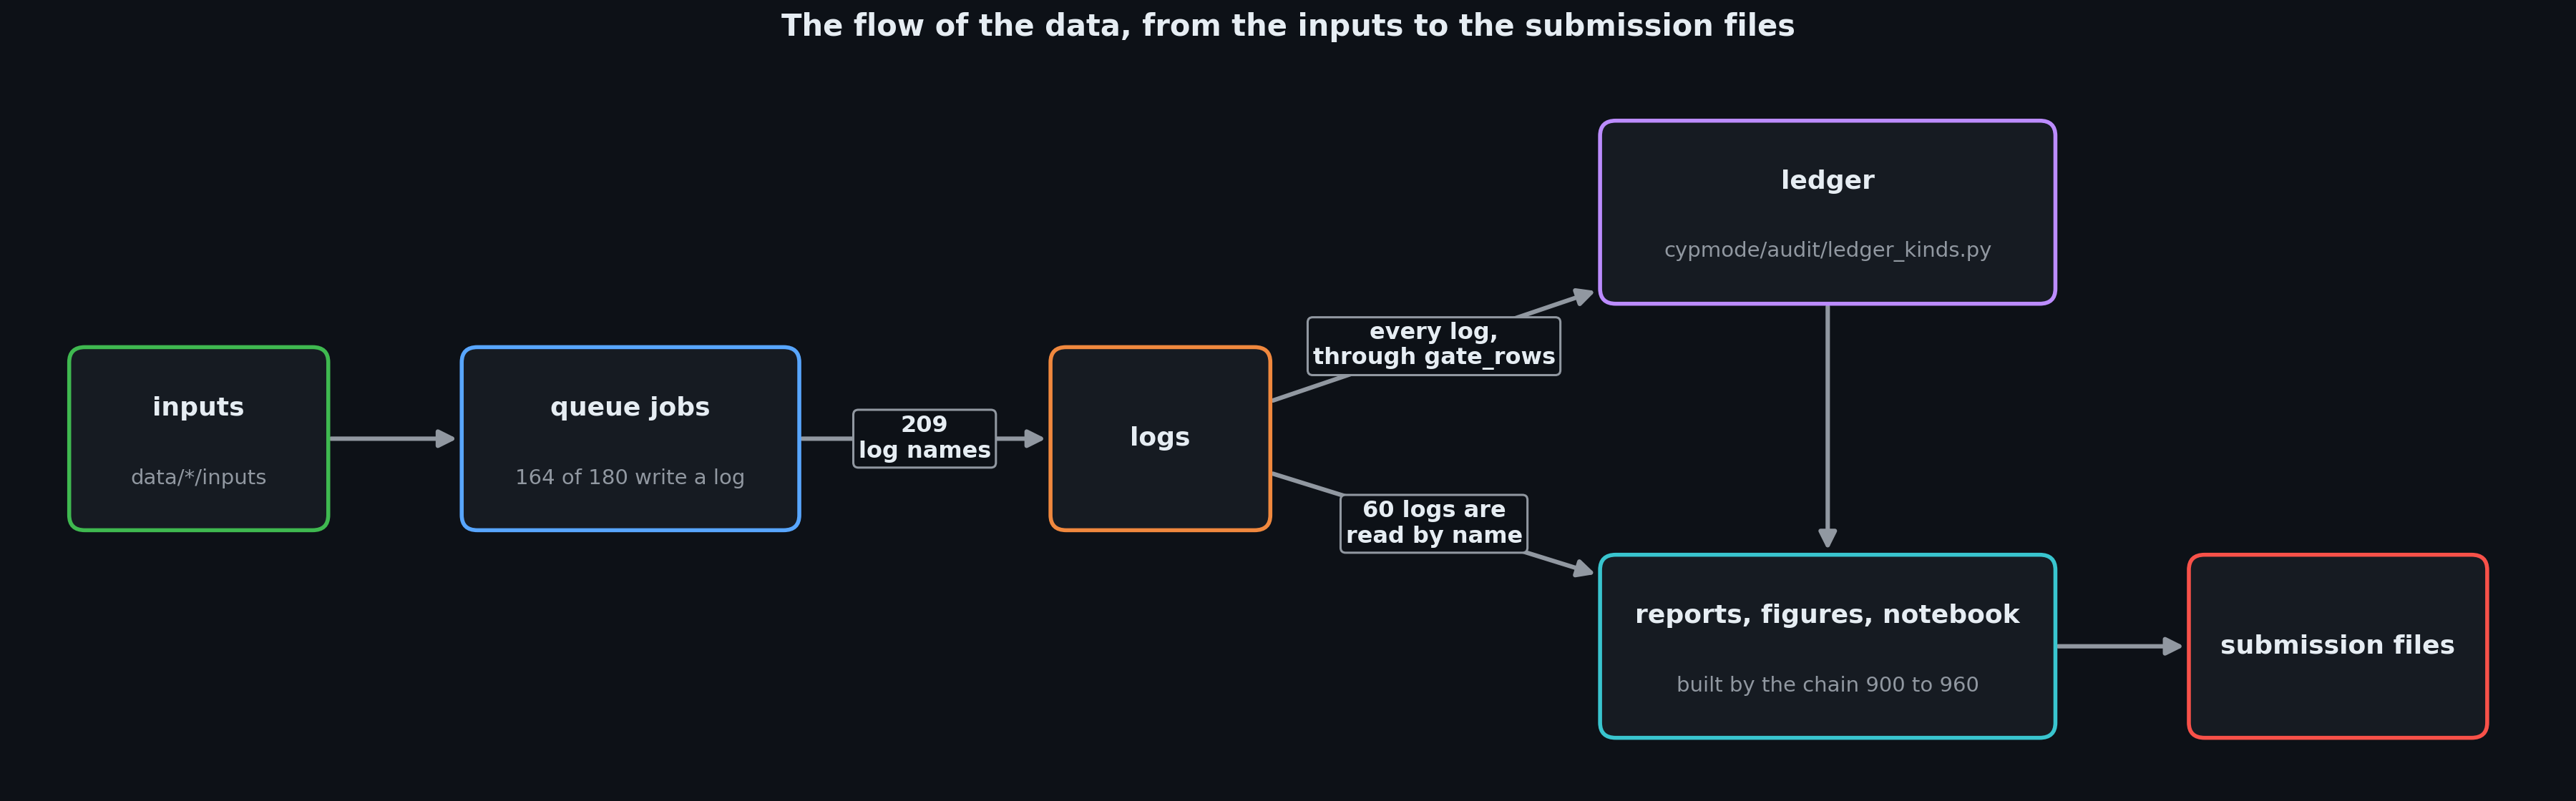 The flow of the data, from the inputs to the submission files
inputs
data/*/inputs
queue jobs
164 of 180 write a log
209
log names
logs
every log,
through gate_rows
60 logs are
read by name
ledger
cypmode/audit/ledger_kinds.py
reports, figures, notebook
built by the chain 900 to 960
submission files